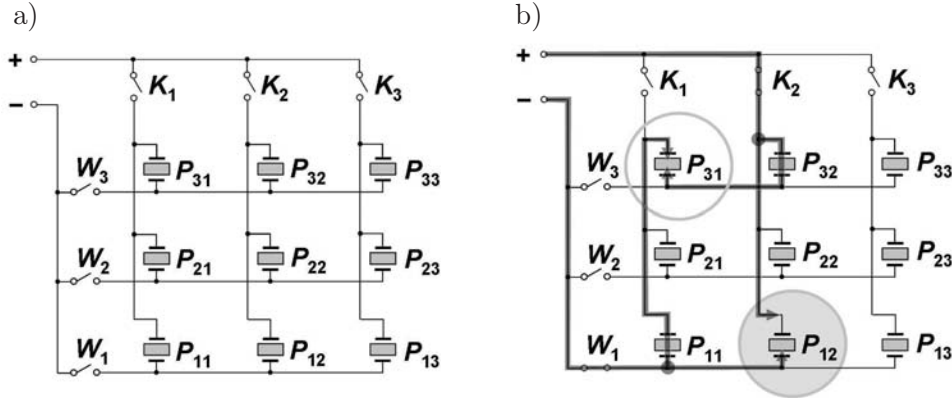 a)
b)
+
K₁
K₂
K₃
−
W₃
P₃₁
P₃₂
P₃₃
W₂
P₂₁
P₂₂
P₂₃
W₁
P₁₁
P₁₂
P₁₃
+
K₁
K₂
K₃
−
W₃
P₃₁
P₃₂
P₃₃
W₂
P₂₁
P₂₂
P₂₃
W₁
P₁₁
P₁₂
P₁₃